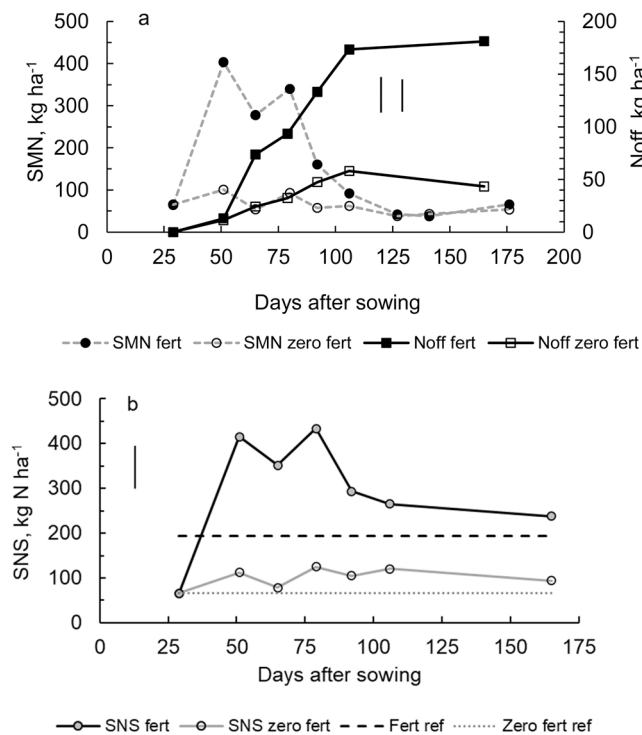 a
500
400
300
200
100
0
SMN, kg ha⁻¹
200
150
100
50
0
Noff, kg ha⁻¹
0 25 50 75 100 125 150 175 200
Days after sowing
SMN fert SMN zero fert Noff fert Noff zero fert
b
500
400
300
200
100
0
SNS, kg N ha⁻¹
0 25 50 75 100 125 150 175
Days after sowing
SNS fert SNS zero fert Fert ref Zero fert ref